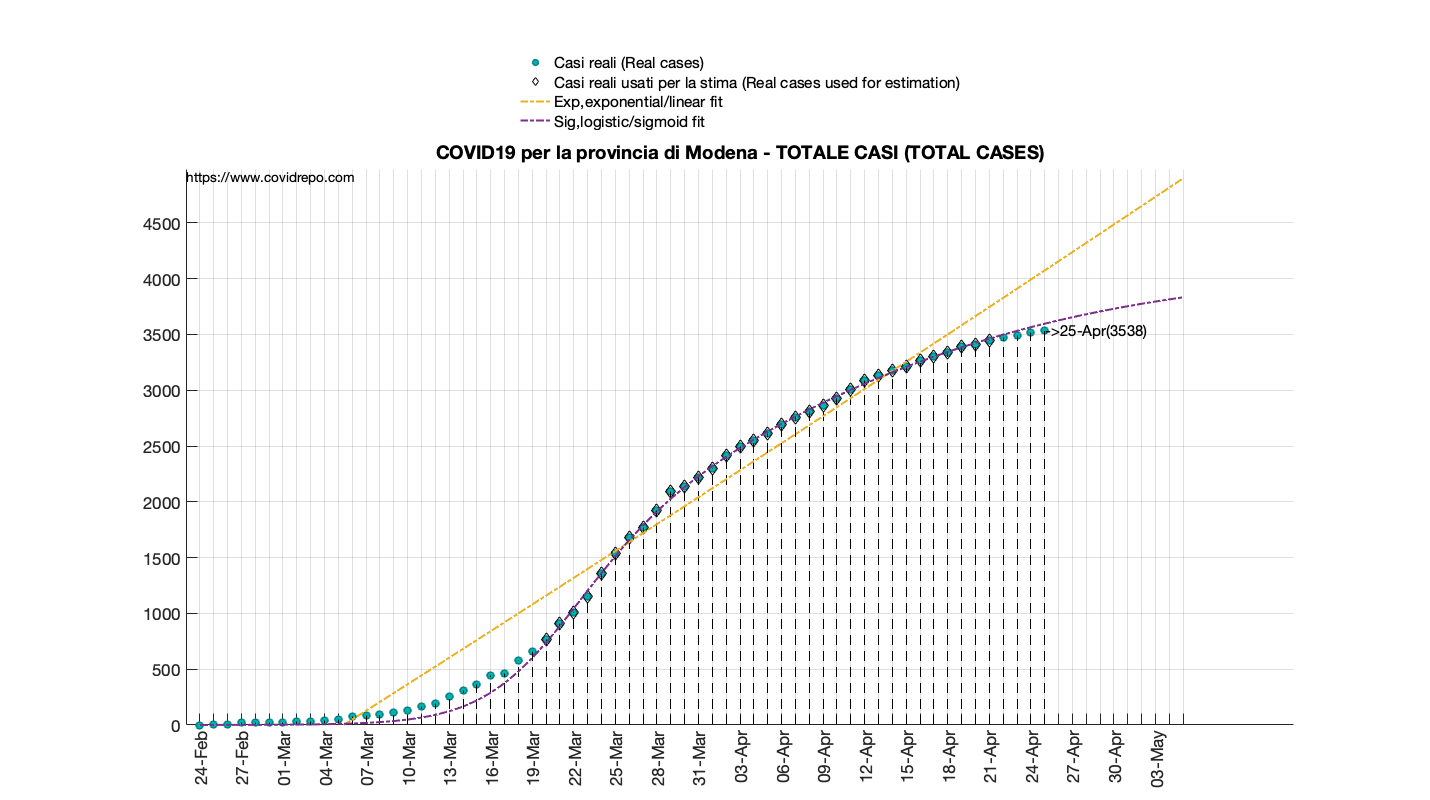 Casi reali (Real cases)
Casi reali usati per la stima (Real cases used for estimation)
Exp,exponential/linear fit
Sig,logistic/sigmoid fit
COVID19 per la provincia di Modena - TOTALE CASI (TOTAL CASES)
https://www.covidrepo.com
4500
4000
3500
3000
2500
2000
1500
1000
500
0
->25-Apr(3538)
24-Feb
27-Feb
01-Mar
04-Mar
07-Mar
10-Mar
13-Mar
16-Mar
19-Mar
22-Mar
25-Mar
28-Mar
31-Mar
03-Apr
06-Apr
09-Apr
12-Apr
15-Apr
18-Apr
21-Apr
24-Apr
27-Apr
30-Apr
03-May